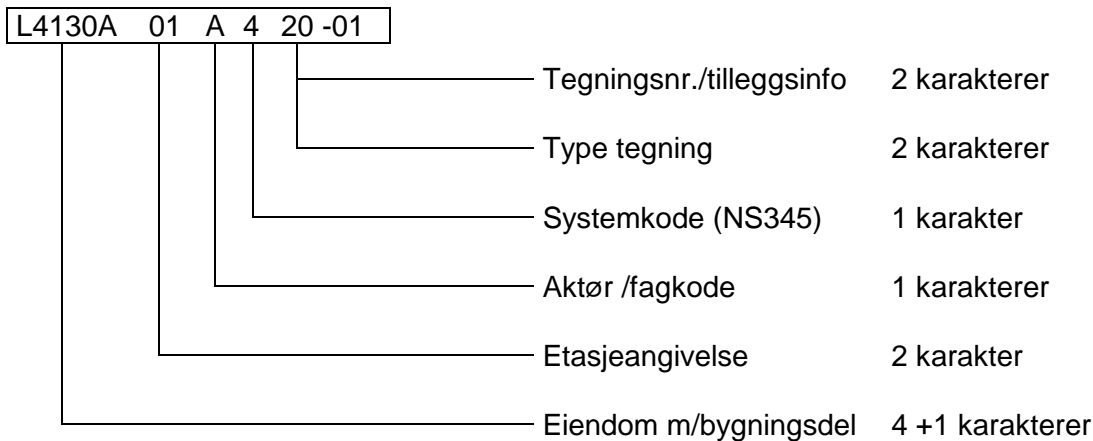 L4130A 01 A 4 20 -01
Tegningsnr./tilleggsinfo 2 karakterer
Type tegning 2 karakterer
Systemkode (NS345) 1 karakter
Aktør /fagkode 1 karakterer
Etasjeangivelse 2 karakter
Eiendom m/bygningsdel 4 +1 karakterer